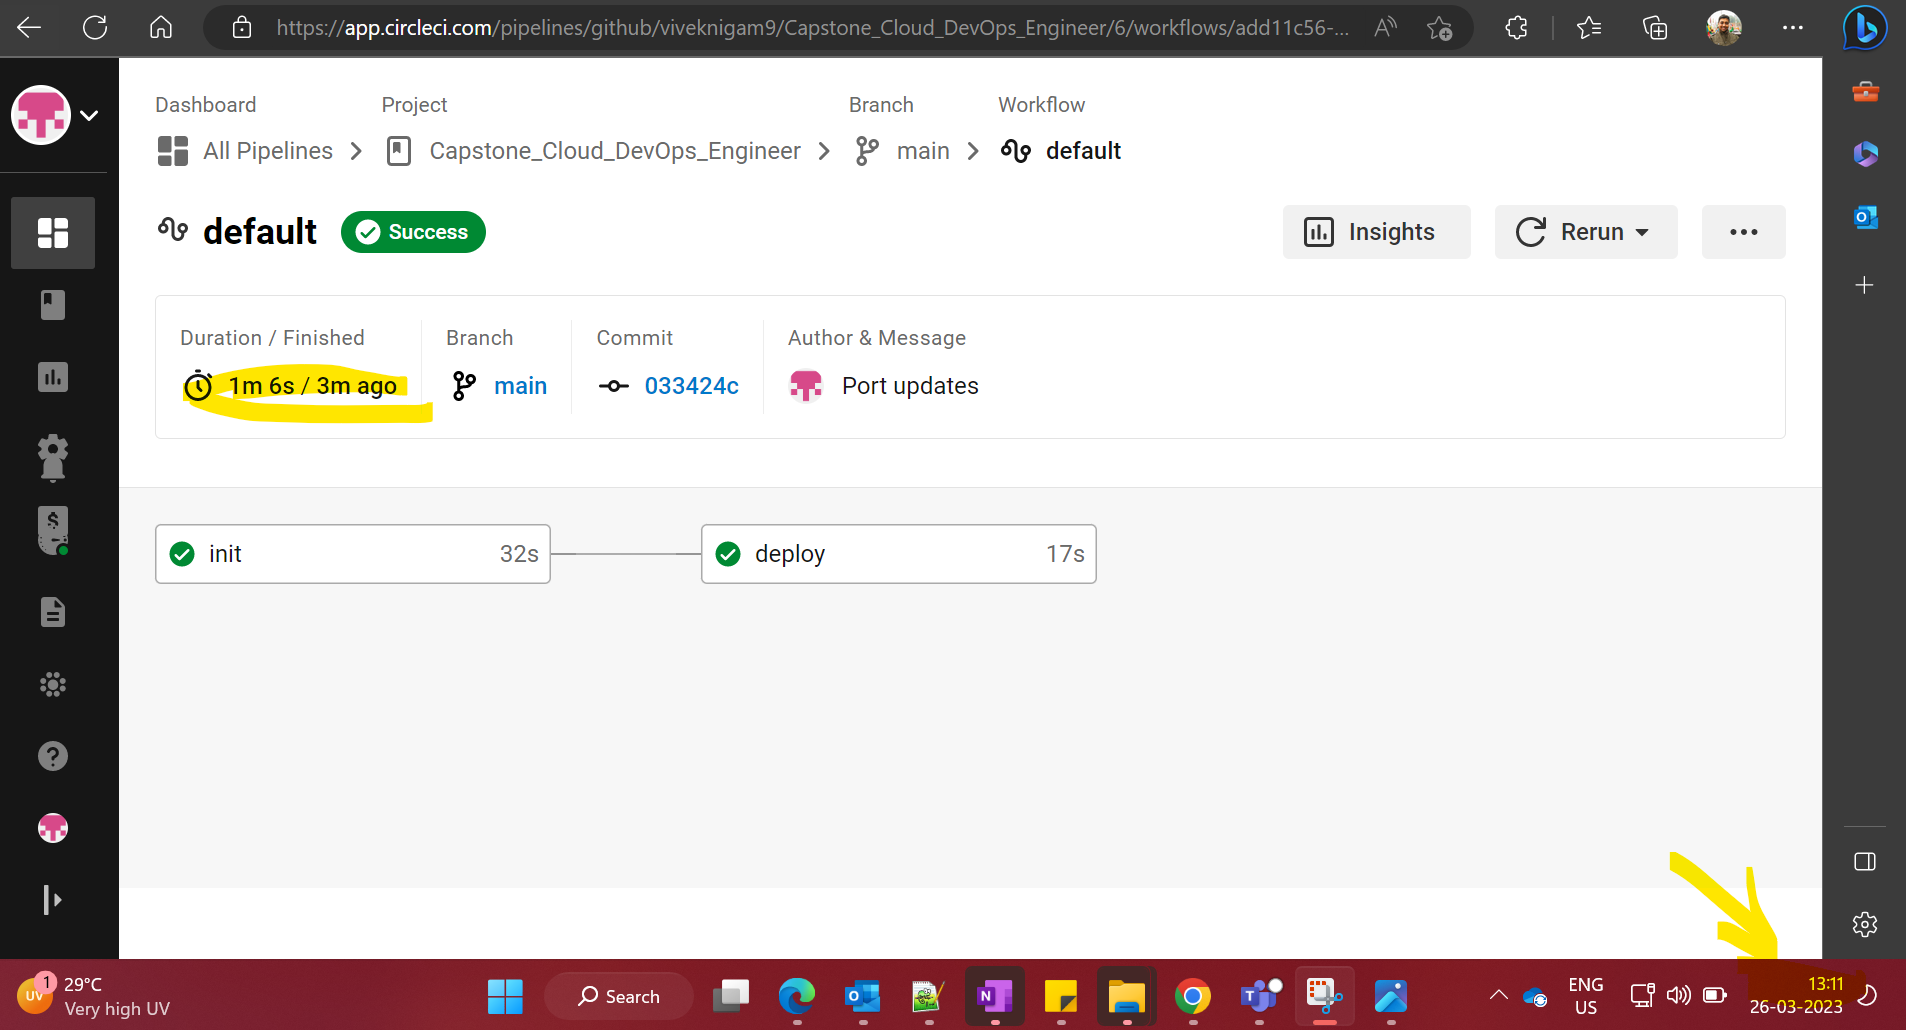 https://app.circleci.com/pipelines/github/viveknigam9/Capstone_Cloud_DevOps_Engineer/6/workflows/add11c56-...
Dashboard Project Branch Workflow
All Pipelines Capstone_Cloud_DevOps_Engineer main default
default Success Insights Rerun
Duration / Finished Branch Commit Author & Message
1m 6s / 3m ago main 033424c Port updates
init 32s deploy 17s
1 29°C
UV Very high UV
Search
ENG
US
13:11
26-03-2023